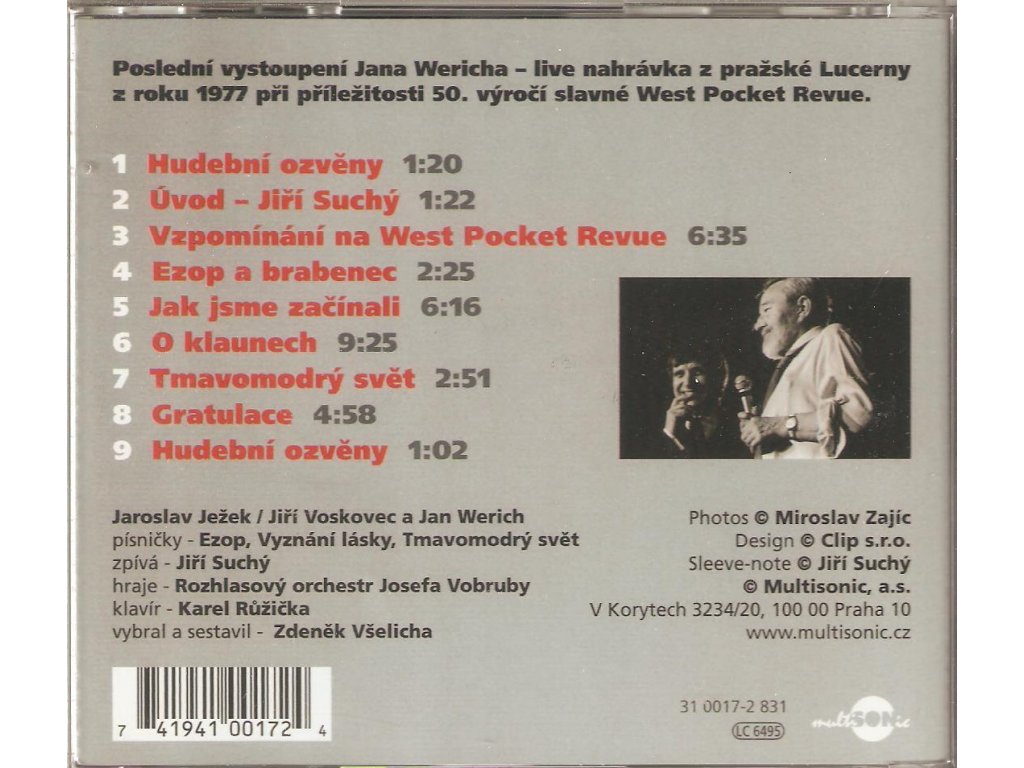 Poslední vystoupení Jana Wericha – live nahrávka z pražské Lucerny
z roku 1977 při příležitosti 50. výročí slavné West Pocket Revue.
1 Hudební ozvěny 1:20
2 Úvod – Jiří Suchý 1:22
3 Vzpomínání na West Pocket Revue 6:35
4 Ezop a brabenec 2:25
5 Jak jsme začínali 6:16
6 O klaunech 9:25
7 Tmavomodrý svět 2:51
8 Gratulace 4:58
9 Hudební ozvěny 1:02
Jaroslav Ježek / Jiří Voskovec a Jan Werich
písničky - Ezop, Vyznání lásky, Tmavomodrý svět
zpívá - Jiří Suchý
hraje - Rozhlasový orchestr Josefa Vobruby
klavír - Karel Růžička
vybral a sestavil - Zdeněk Všelicha
Photos © Miroslav Zajíc
Design © Clip s.r.o.
Sleeve-note © Jiří Suchý
© Multisonic, a.s.
V Korytech 3234/20, 100 00 Praha 10
www.multisonic.cz
7 41941 00172 4
31 0017-2 831
LC 6495
multiSONic